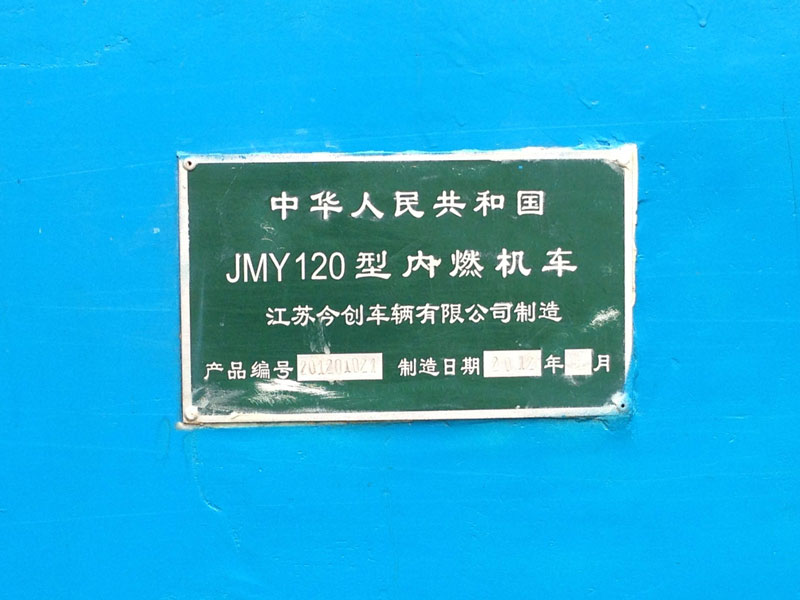 中华人民共和国
JMY120型内燃机车
江苏今创车辆有限公司制造
产品编号 201201021 制造日期 2012 年 月